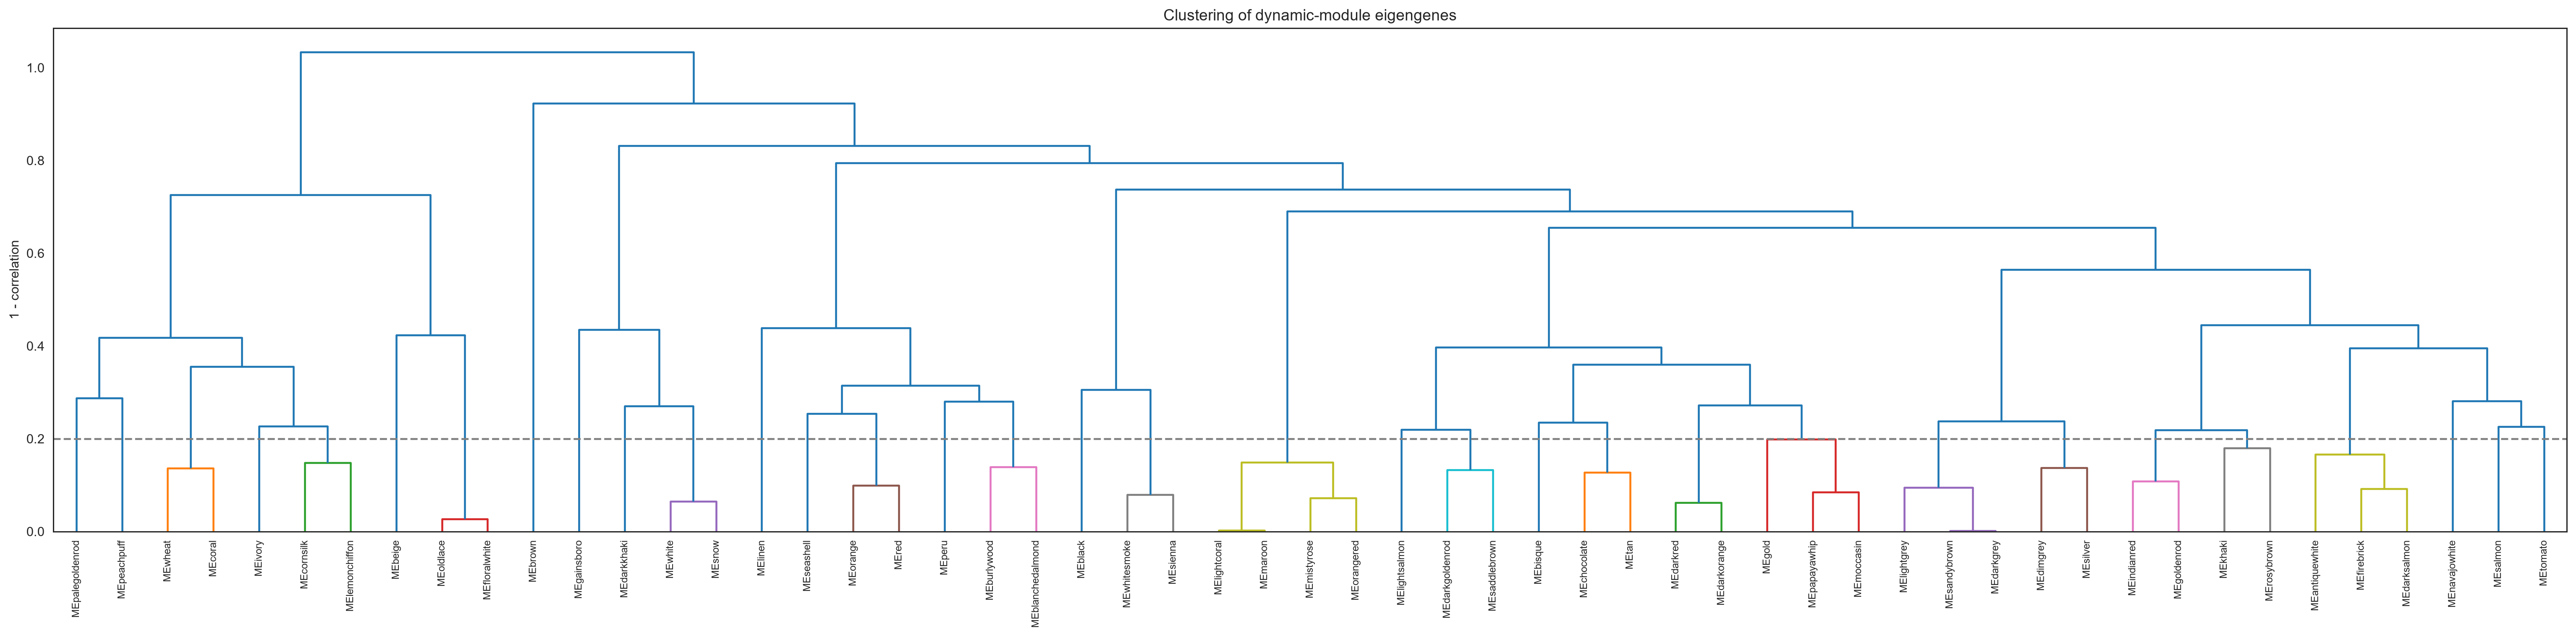 Clustering of dynamic-module eigengenes
1 - correlation
1.0
0.8
0.6
0.4
0.2
0.0
MEpalegoldenrod
MEpeachpuff
MEwheat
MEcoral
MEivory
MEcornsilk
MElemonchiffon
MEbeige
MEoldlace
MEfloralwhite
MEbrown
MEgainsboro
MEdarkkhaki
MEwhite
MEsnow
MElinen
MEseashell
MEorange
MEred
MEperu
MEburlywood
MEblanchedalmond
MEblack
MEwhitesmoke
MEsienna
MElightcoral
MEmaroon
MEmistyrose
MEorangered
MElightsalmon
MEdarkgoldenrod
MEsaddlebrown
MEbisque
MEchocolate
MEtan
MEdarkred
MEdarkorange
MEgold
MEpapayawhip
MEmoccasin
MElightgrey
MEsandybrown
MEdarkgrey
MEdimgrey
MEsilver
MEindianred
MEgoldenrod
MEkhaki
MErosybrown
MEantiquewhite
MEfirebrick
MEdarksalmon
MEnavajowhite
MEsalmon
MEtomato